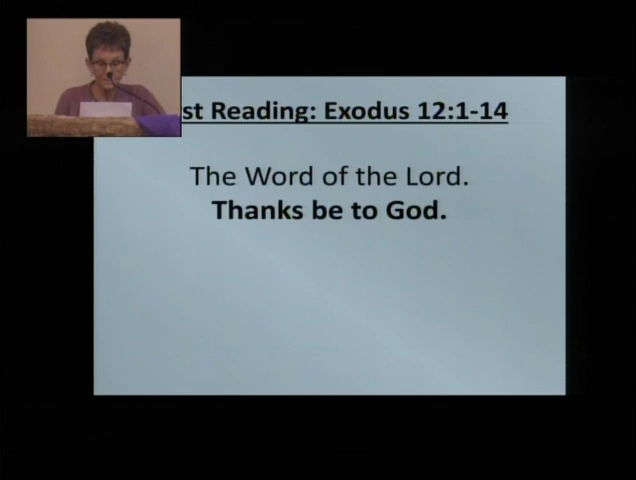 st Reading: Exodus 12:1-14
The Word of the Lord.
Thanks be to God.